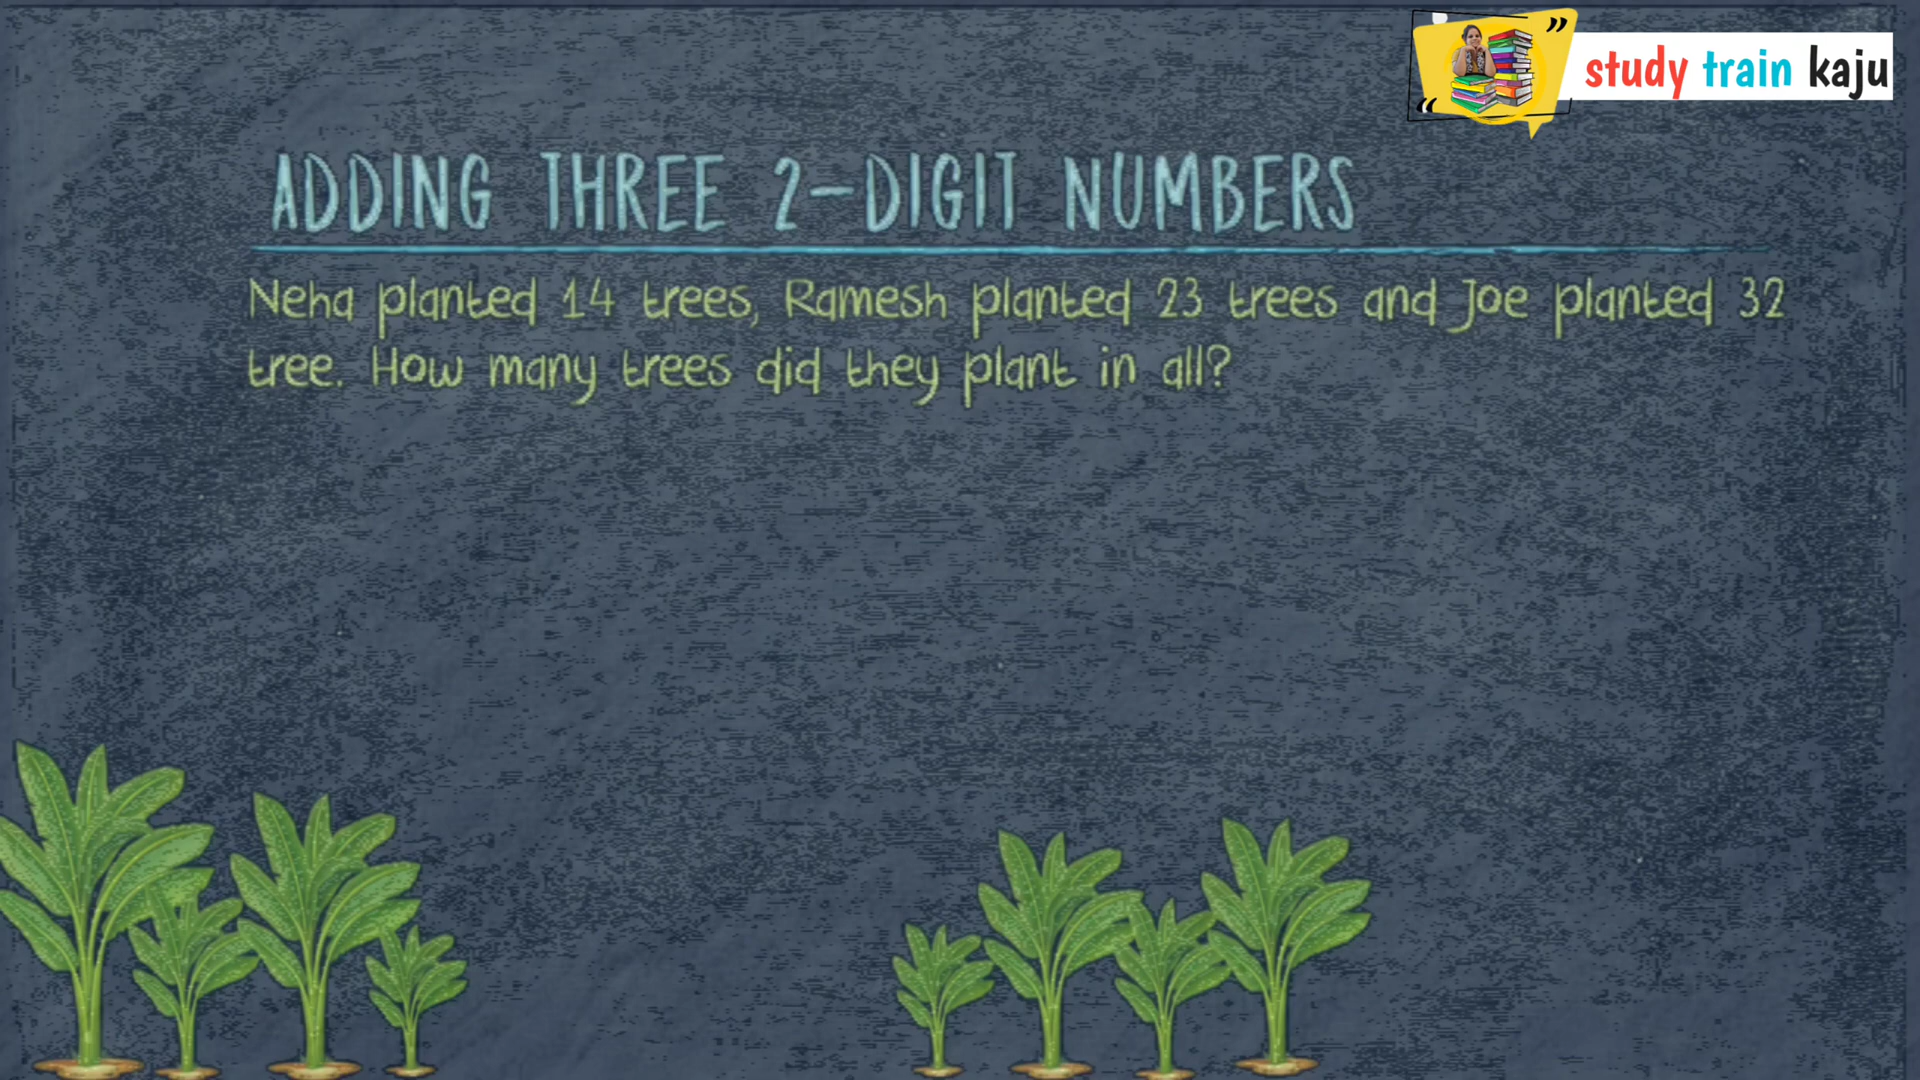 study train kaju
ADDING THREE 2-DIGIT NUMBERS
Neha planted 14 trees, Ramesh planted 23 trees and Joe planted 32
tree. How many trees did they plant in all?